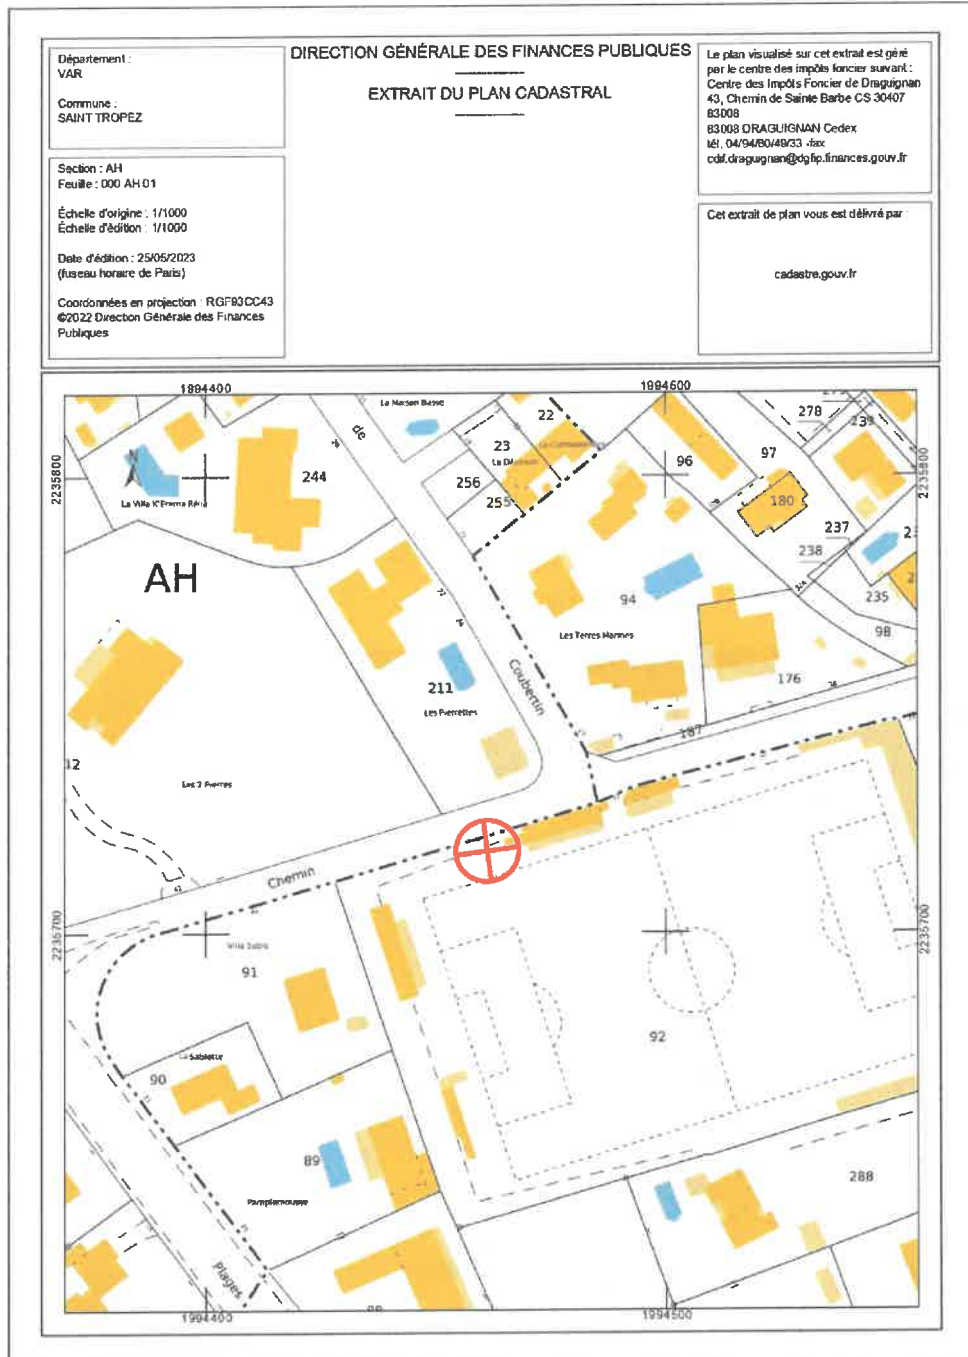 Département :
VAR
Commune :
SAINT TROPEZ
Section : AH
Feuille : 000 AH 01
Échelle d'origine : 1/1000
Échelle d'édition : 1/1000
Date d'édition : 25/05/2023
(fuseau horaire de Paris)
Coordonnées en projection : RGF93CC43
©2022 Direction Générale des Finances
Publiques
DIRECTION GÉNÉRALE DES FINANCES PUBLIQUES
EXTRAIT DU PLAN CADASTRAL
Le plan visualisé sur cet extrait est géré
par le centre des impôts foncier suivant :
Centre des Impôts Foncier de Draguignan
43, Chemin de Sainte Barbe CS 30407
83008
83008 DRAGUIGNAN Cedex
tél. 04/94/60/49/33 -fax
cdif.draguignan@dgfip.finances.gouv.fr
Cet extrait de plan vous est délivré par :
cadastre.gouv.fr
1894400
1894500
2235800
2235800
La Maison Basse
de
22
278
239
23
97
96
244
256
255
180
N
237
238
AH
94
235
98
Les Terres Marines
211
Coubertin
176
Les Pierrettes
187
12
Les 2 Pierres
Chemin
2235700
2235700
Villa Sabis
91
92
La Sablette
90
89
288
Pamplemousse
Plages
1994400
1994500